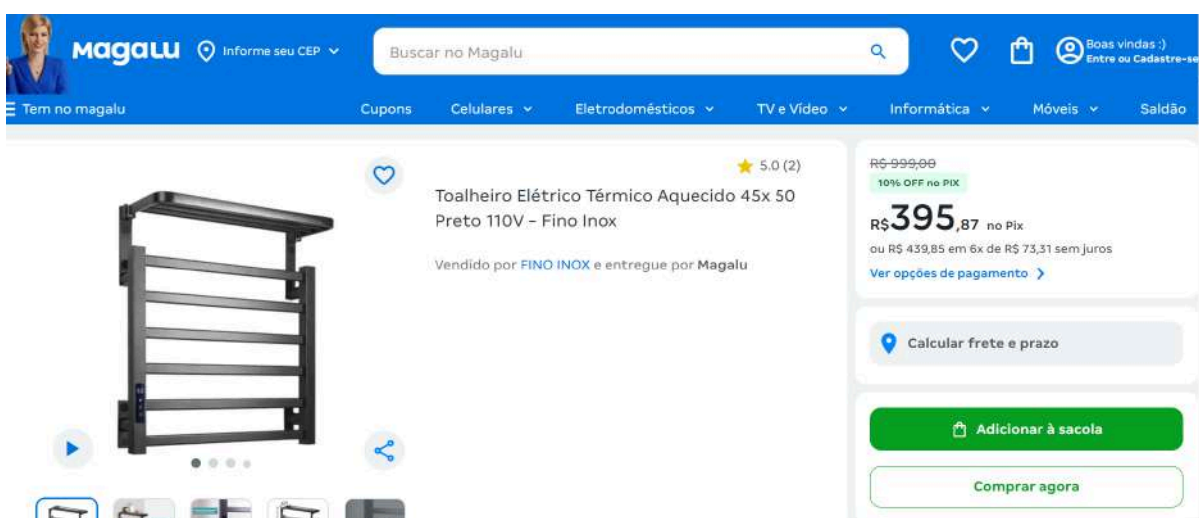 Magalu
Informe seu CEP
Buscar no Magalu
Boas vindas :)
Entre ou Cadastre-se
Tem no magalu
Cupons
Celulares
Eletrodomésticos
TV e Vídeo
Informática
Móveis
Saldão
5.0 (2)
Toalheiro Elétrico Térmico Aquecido 45x 50
Preto 110V – Fino Inox
Vendido por FINO INOX e entregue por Magalu
R$ 999,00
10% OFF no PIX
R$ 395,87 no Pix
ou R$ 439,85 em 6x de R$ 73,31 sem juros
Ver opções de pagamento
Calcular frete e prazo
Adicionar à sacola
Comprar agora